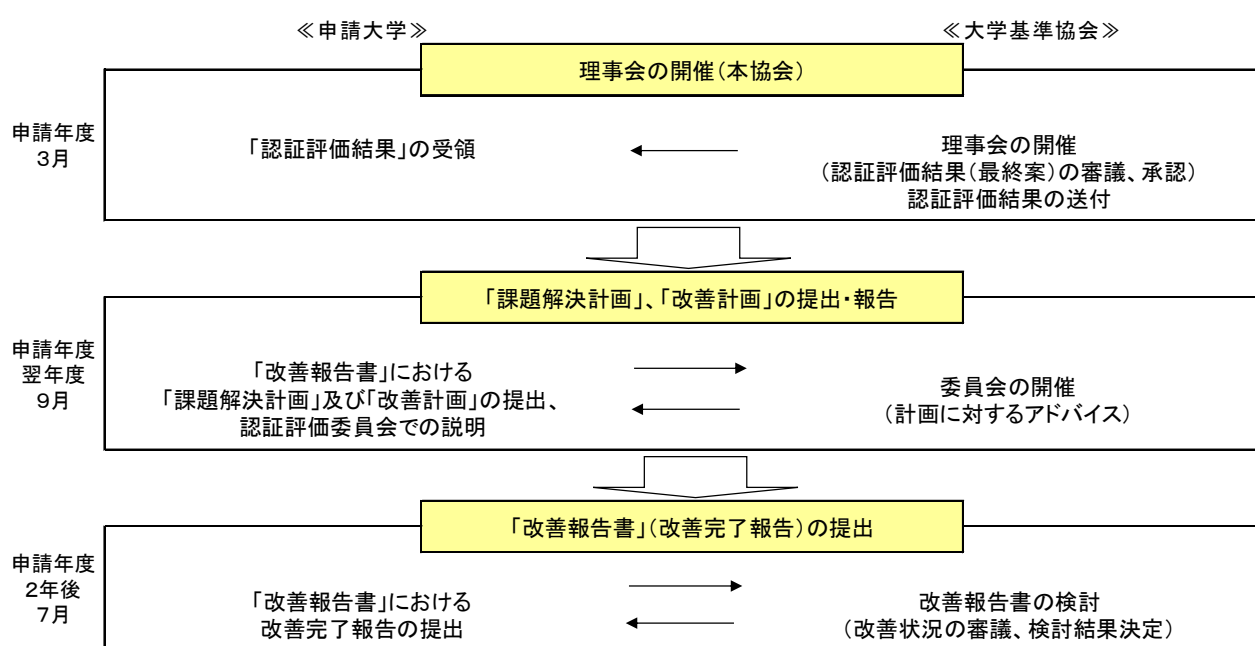 ≪申請大学≫
≪大学基準協会≫
理事会の開催(本協会)
申請年度
3月
「認証評価結果」の受領
理事会の開催
(認証評価結果(最終案)の審議、承認)
認証評価結果の送付
「課題解決計画」、「改善計画」の提出・報告
申請年度
翌年度
9月
「改善報告書」における
「課題解決計画」及び「改善計画」の提出、
認証評価委員会での説明
委員会の開催
(計画に対するアドバイス)
「改善報告書」(改善完了報告)の提出
申請年度
2年後
7月
「改善報告書」における
改善完了報告の提出
改善報告書の検討
(改善状況の審議、検討結果決定)